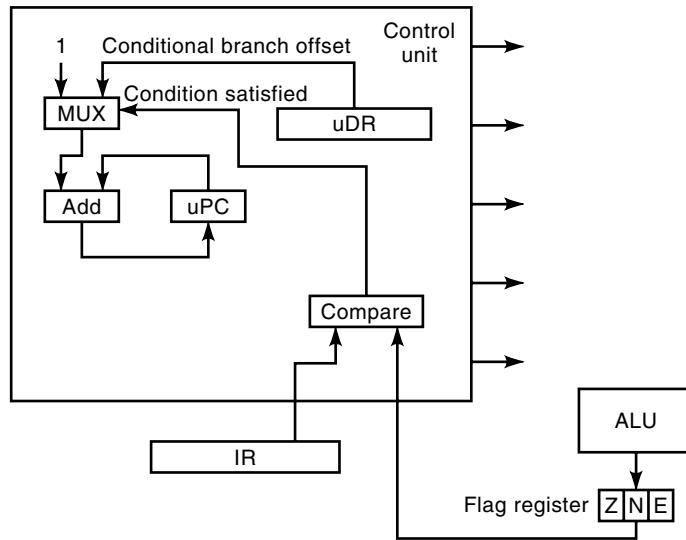 1
Conditional branch offset
Control
unit
Condition satisfied
MUX
uDR
Add
uPC
Compare
IR
ALU
Flag register
Z N E